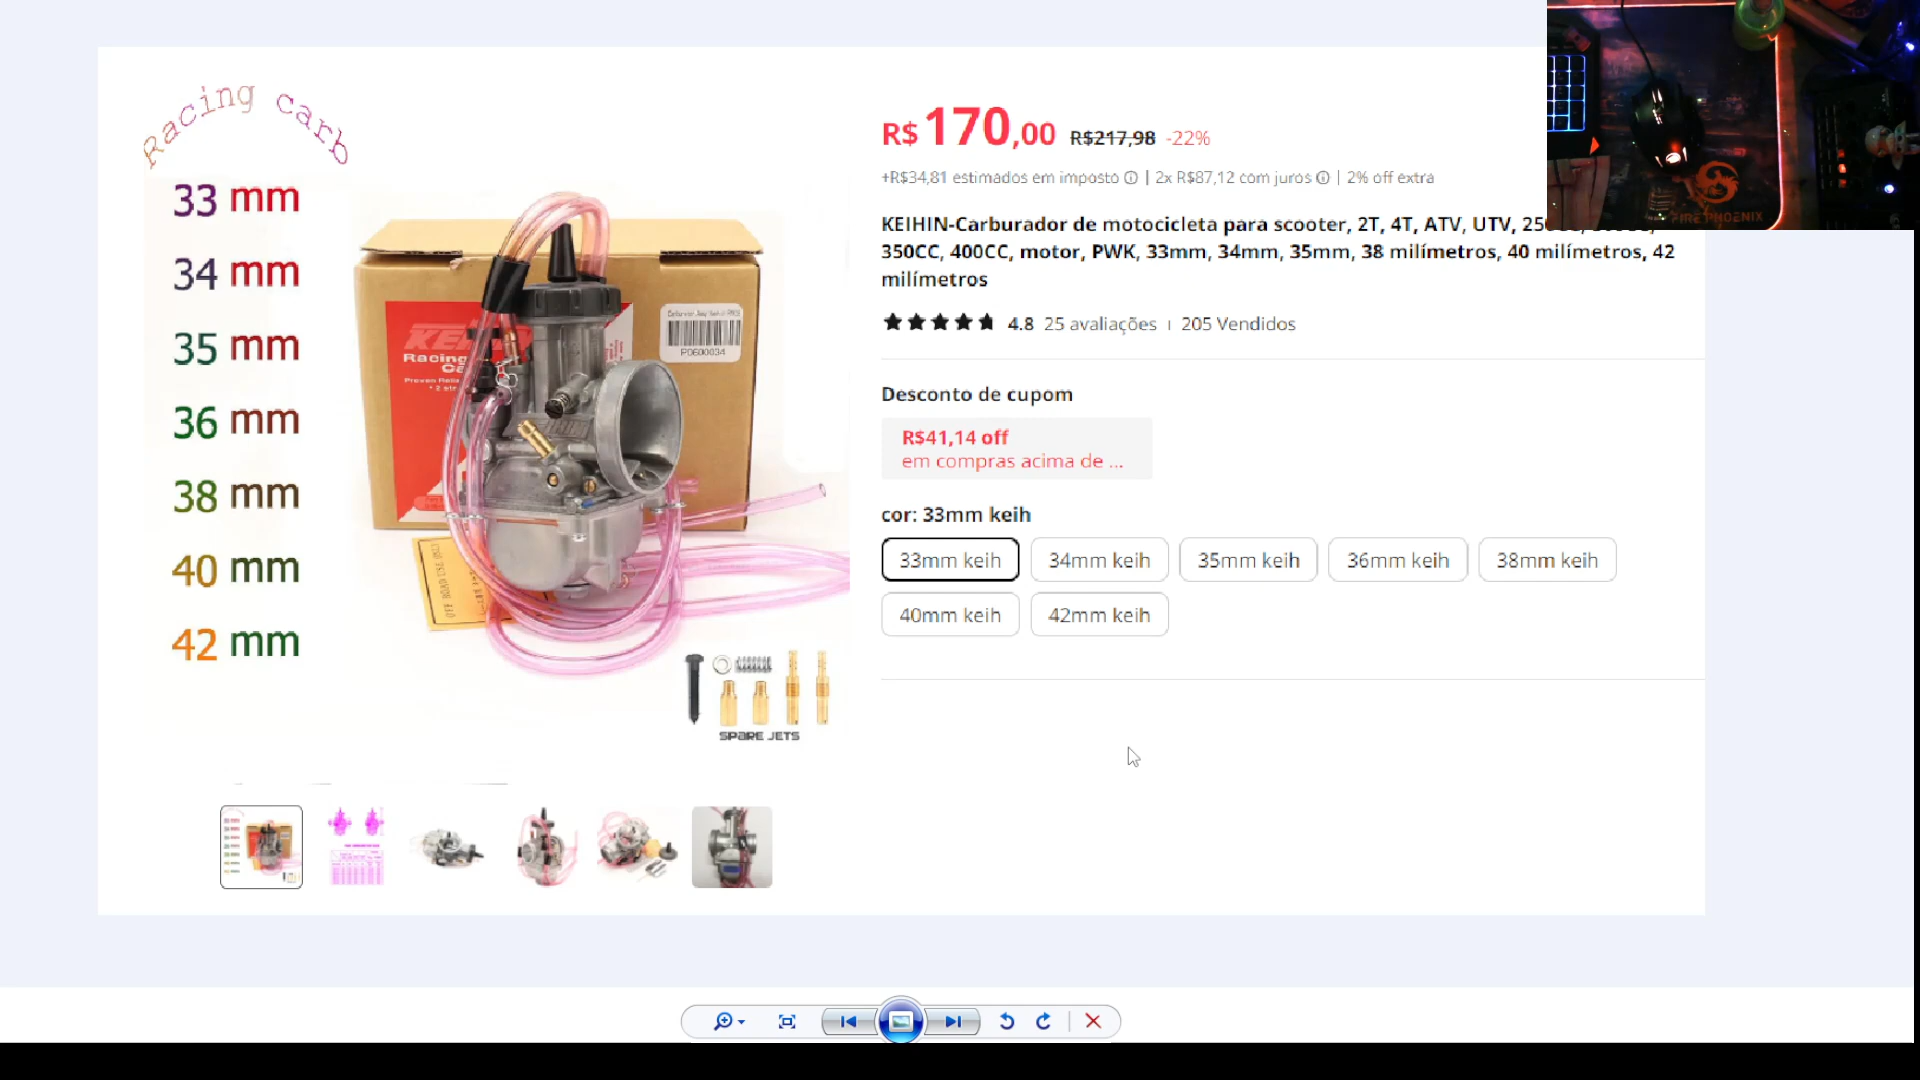 Racing carb
33 mm
34 mm
35 mm
36 mm
38 mm
40 mm
42 mm
Racing
P0600034
SPARE JETS
R$170,00 R$217,98 -22%
+R$34,81 estimados em imposto | 2x R$87,12 com juros | 2% off extra
KEIHIN-Carburador de motocicleta para scooter, 2T, 4T, ATV, UTV,
350CC, 400CC, motor, PWK, 33mm, 34mm, 35mm, 38 milímetros, 40 milímetros, 42
milímetros
4.8 25 avaliações | 205 Vendidos
Desconto de cupom
R$41,14 off
em compras acima de ...
cor: 33mm keih
33mm keih 34mm keih 35mm keih 36mm keih 38mm keih
40mm keih 42mm keih
FIRE PHOENIX